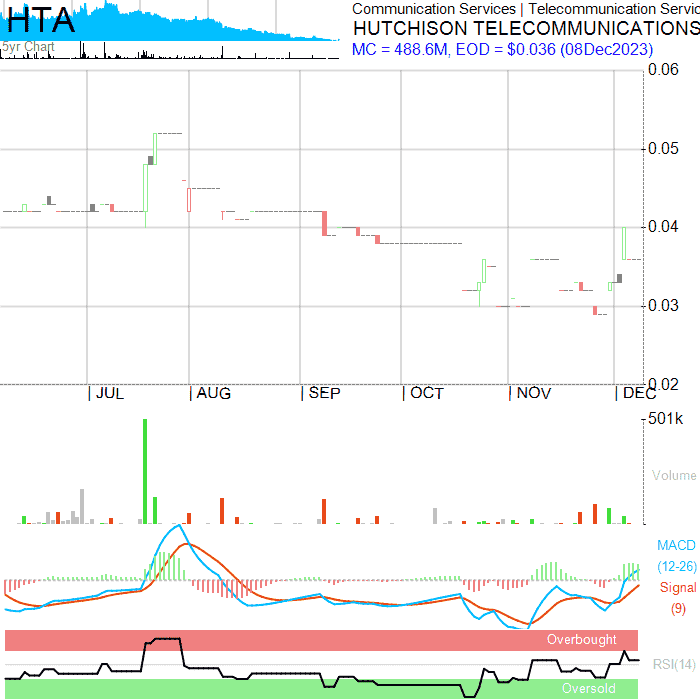 HTA
5yr Chart
Communication Services | Telecommunication Servic
HUTCHISON TELECOMMUNICATIONS
MC = 488.6M, EOD = $0.036 (08Dec2023)
0.06
0.05
0.04
0.03
0.02
JUL
AUG
SEP
OCT
NOV
DEC
501k
Volume
MACD
(12-26)
Signal
(9)
Overbought
RSI(14)
Oversold